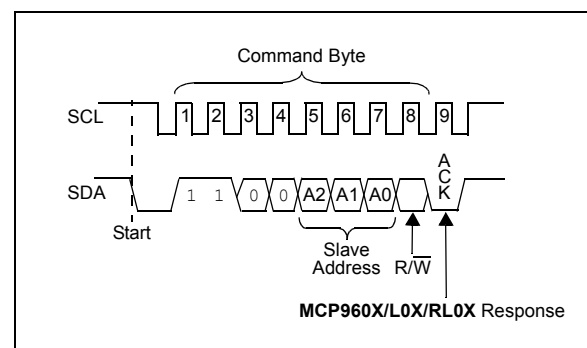 Command Byte
SCL 1 2 3 4 5 6 7 8 9
SDA 1 1 0 0 A2 A1 A0 ACK
Start
Slave
Address
R/W̅
MCP960X/L0X/RL0X Response